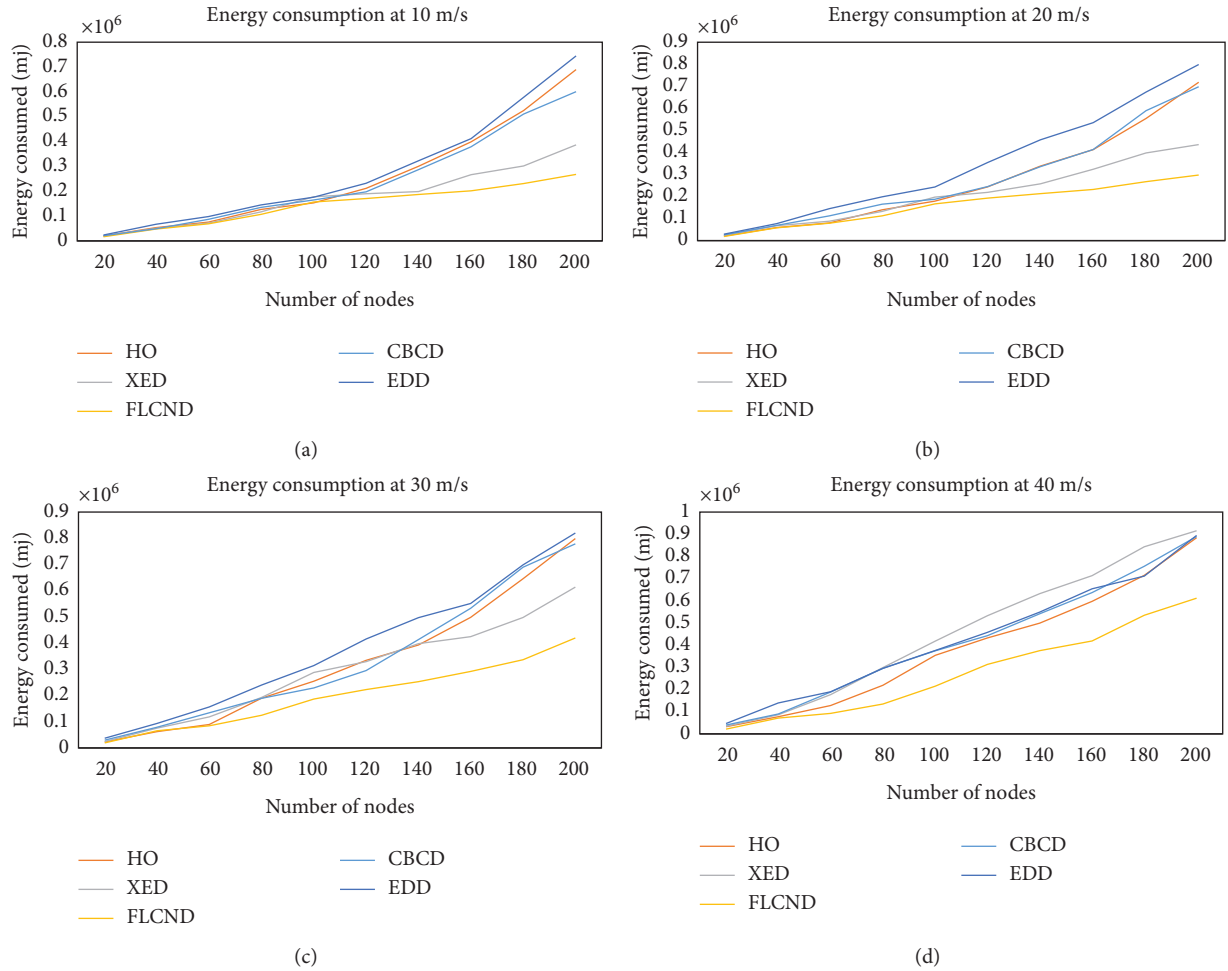 Energy consumption at 10 m/s
×10^6
Energy consumed (mj)
0.8
0.7
0.6
0.5
0.4
0.3
0.2
0.1
0
20 40 60 80 100 120 140 160 180 200
Number of nodes
HO CBCD
XED EDD
FLCND
(a)
Energy consumption at 20 m/s
×10^6
Energy consumed (mj)
0.9
0.8
0.7
0.6
0.5
0.4
0.3
0.2
0.1
0
20 40 60 80 100 120 140 160 180 200
Number of nodes
HO CBCD
XED EDD
FLCND
(b)
Energy consumption at 30 m/s
×10^6
Energy consumed (mj)
0.9
0.8
0.7
0.6
0.5
0.4
0.3
0.2
0.1
0
20 40 60 80 100 120 140 160 180 200
Number of nodes
HO CBCD
XED EDD
FLCND
(c)
Energy consumption at 40 m/s
×10^6
Energy consumed (mj)
1
0.9
0.8
0.7
0.6
0.5
0.4
0.3
0.2
0.1
0
20 40 60 80 100 120 140 160 180 200
Number of nodes
HO CBCD
XED EDD
FLCND
(d)